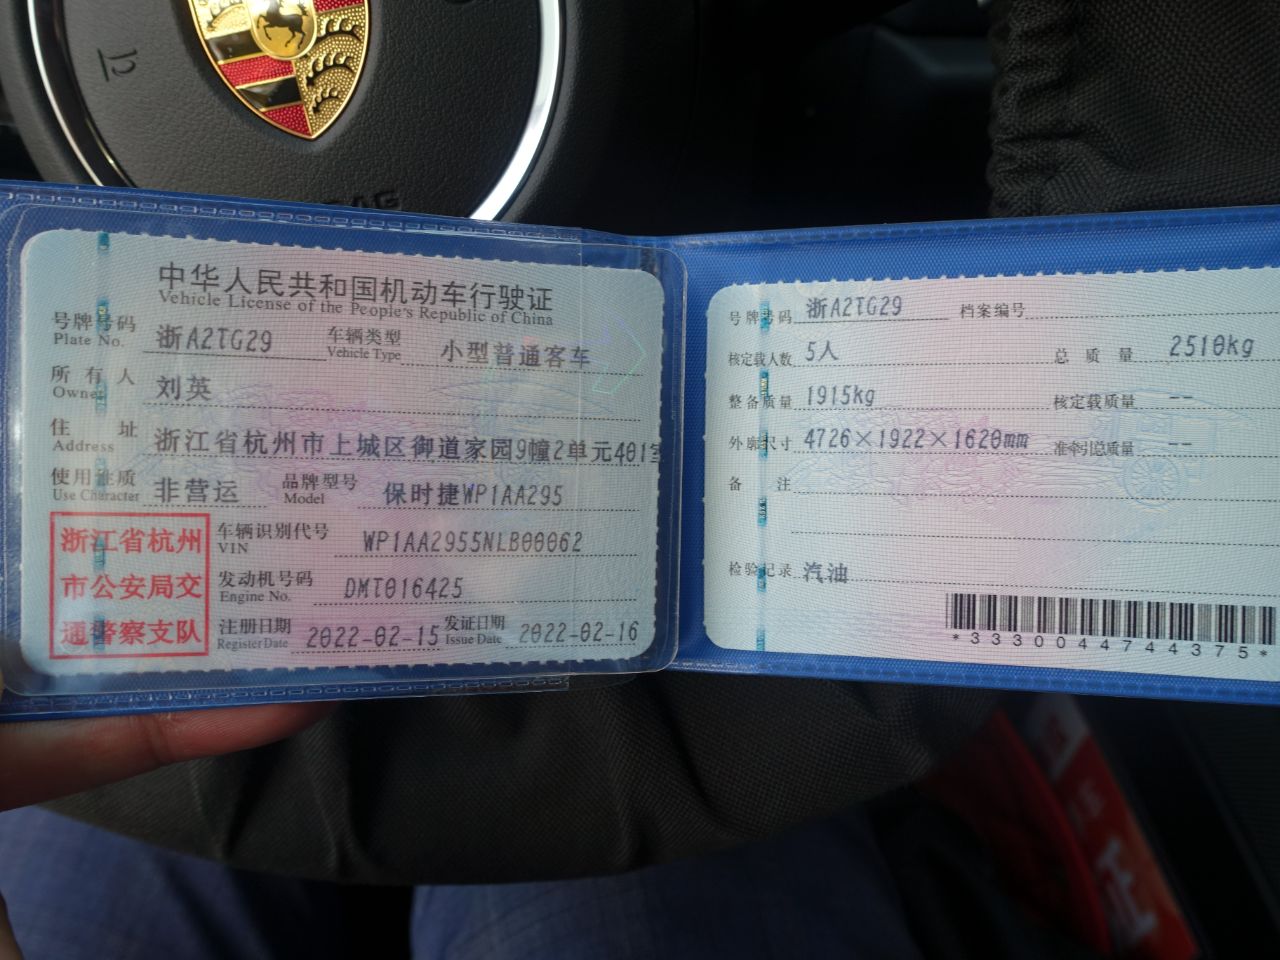 中华人民共和国机动车行驶证
Vehicle License of the People's Republic of China
号牌号码 浙A2TG29 车辆类型 小型普通客车
Plate No. Vehicle Type
所有人 刘英
Owner
住址 浙江省杭州市上城区御道家园9幢2单元401室
Address
使用性质 非营运 品牌型号 保时捷WP1AA295
Use Character Model
浙江省杭州
市公安局交
通警察支队
车辆识别代号 WP1AA2955NLB00062
VIN
发动机号码 DMT016425
Engine No.
注册日期 2022-02-15 发证日期 2022-02-16
Register Date Issue Date
号牌号码 浙A2TG29 档案编号
核定载人数 5人 总质量 2510kg
整备质量 1915kg 核定载质量 --
外廓尺寸 4726×1922×1620mm 准牵引总质量 --
备注
检验记录 汽油
*3330044744375*